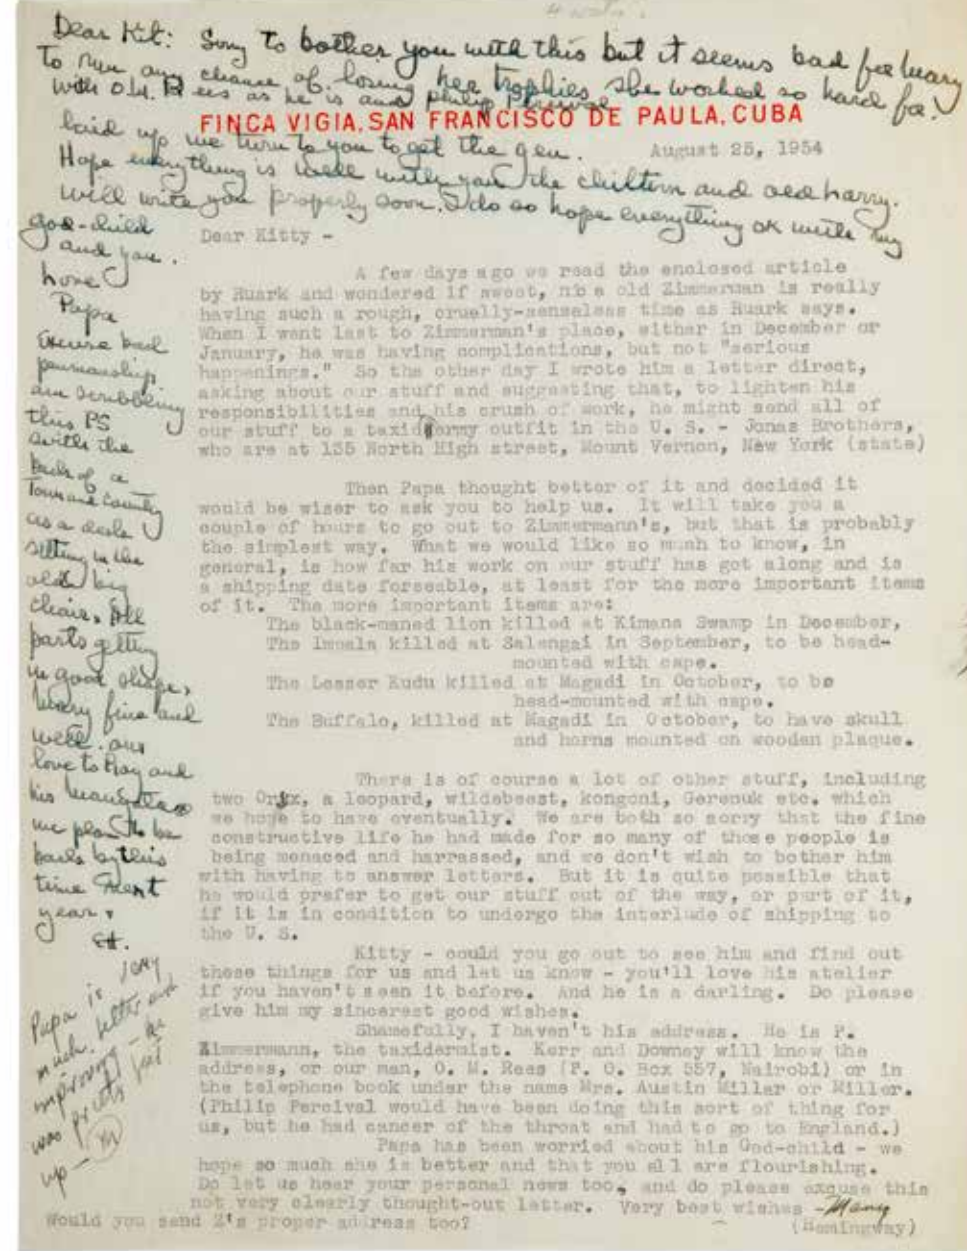 Dear Kit: Sorry to bother you with this but it seems bad for Mary
to run any chance of losing her trophies she worked so hard for.
with O.M. Rees as he is and Philip Percival
FINCA VIGIA, SAN FRANCISCO DE PAULA, CUBA
laid up we turn to you to get the gen.
August 25, 1954
Hope everything is well with you the children and old harry.
will write you properly soon. I do so hope everything ok with my
god-child
and you.
love
Papa
Excuse bad
penmanship
am scribbling
this PS
with the
back of a
Town and Country
as a desk
sitting in the
old big
chair. All
parts getting
in good shape,
Mary fine and
well. our
love to Ray and
his
we plan to be
back by this
time next
year.
EH.
Papa is very
much better and
improving - he
was pretty beat
up - M
Dear Kitty -
A few days ago we read the enclosed article
by Ruark and wondered if sweet, nice old Zimmerman is really
having such a rough, cruelly-senseless time as Ruark says.
When I went last to Zimmerman's place, either in December or
January, he was having complications, but not "serious
happenings." So the other day I wrote him a letter direct,
asking about our stuff and suggesting that, to lighten his
responsibilities and his crush of work, he might send all of
our stuff to a taxidermy outfit in the U. S. - Jonas Brothers,
who are at 135 North High street, Mount Vernon, New York (state)
Then Papa thought better of it and decided it
would be wiser to ask you to help us. It will take you a
couple of hours to go out to Zimmermann's, but that is probably
the simplest way. What we would like so much to know, in
general, is how far his work on our stuff has got along and is
a shipping date forseable, at least for the more important items
of it. The more important items are:
The black-maned lion killed at Kimana Swamp in December,
The Impala killed at Salengai in September, to be head-
mounted with cape.
The Lesser Kudu killed at Magadi in October, to be
head-mounted with cape.
The Buffalo, killed at Magadi in October, to have skull
and horns mounted on wooden plaque.
There is of course a lot of other stuff, including
two Oryx, a leopard, wildebeest, kongoni, Gerenuk etc. which
we hope to have eventually. We are both so sorry that the fine
constructive life he had made for so many of those people is
being menaced and harrassed, and we don't wish to bother him
with having to answer letters. But it is quite possible that
he would prefer to get our stuff out of the way, or part of it,
if it is in condition to undergo the interlude of shipping to
the U. S.
Kitty - could you go out to see him and find out
these things for us and let us know - you'll love his atelier
if you haven't seen it before. And he is a darling. Do please
give him my sincerest good wishes.
Shamefully, I haven't his address. He is P.
Zimmermann, the taxidermist. Kerr and Downey will know the
address, or our man, O. M. Rees (P. O. Box 557, Nairobi) or in
the telephone book under the name Mrs. Austin Millar or Miller.
(Philip Percival would have been doing this sort of thing for
us, but he had cancer of the throat and had to go to England.)
Papa has been worried about his God-child - we
hope so much she is better and that you all are flourishing.
Do let us hear your personal news too, and do please excuse this
not very clearly thought-out letter. Very best wishes - Mary
Would you send Z's proper address too? (Hemingway)